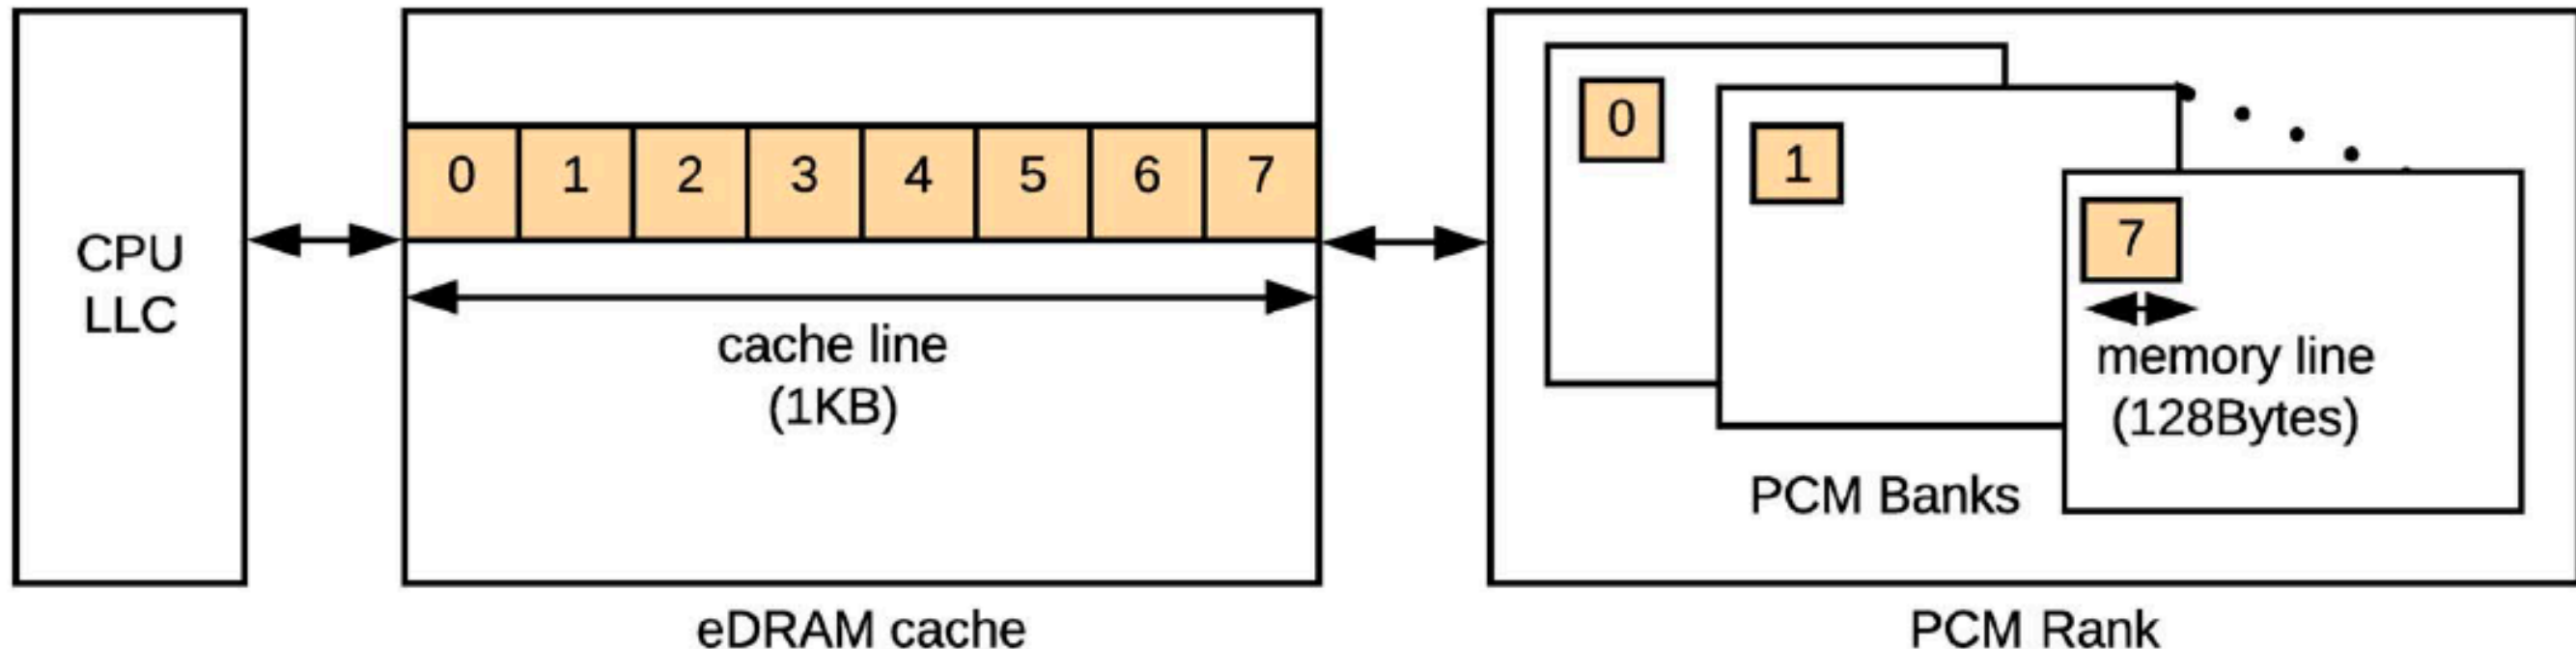 CPU
LLC
0 1 2 3 4 5 6 7
cache line
(1KB)
eDRAM cache
0
1
7
memory line
(128Bytes)
PCM Banks
PCM Rank